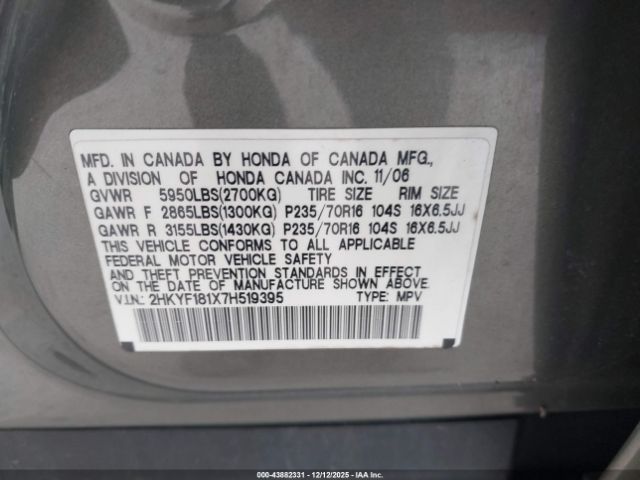 MFD. IN CANADA BY HONDA OF CANADA MFG.,
A DIVISION OF HONDA CANADA INC. 11/06
GVWR 5950LBS(2700KG) TIRE SIZE RIM SIZE
GAWR F 2865LBS(1300KG) P235/70R16 104S 16X6.5JJ
GAWR R 3155LBS(1430KG) P235/70R16 104S 16X6.5JJ
THIS VEHICLE CONFORMS TO ALL APPLICABLE
FEDERAL MOTOR VEHICLE SAFETY
AND THEFT PREVENTION STANDARDS IN EFFECT
ON THE DATE OF MANUFACTURE SHOWN ABOVE.
V.I.N.: 2HKYF181X7H519395 TYPE: MPV
000-43882331 - 12/12/2025 - IAA Inc.